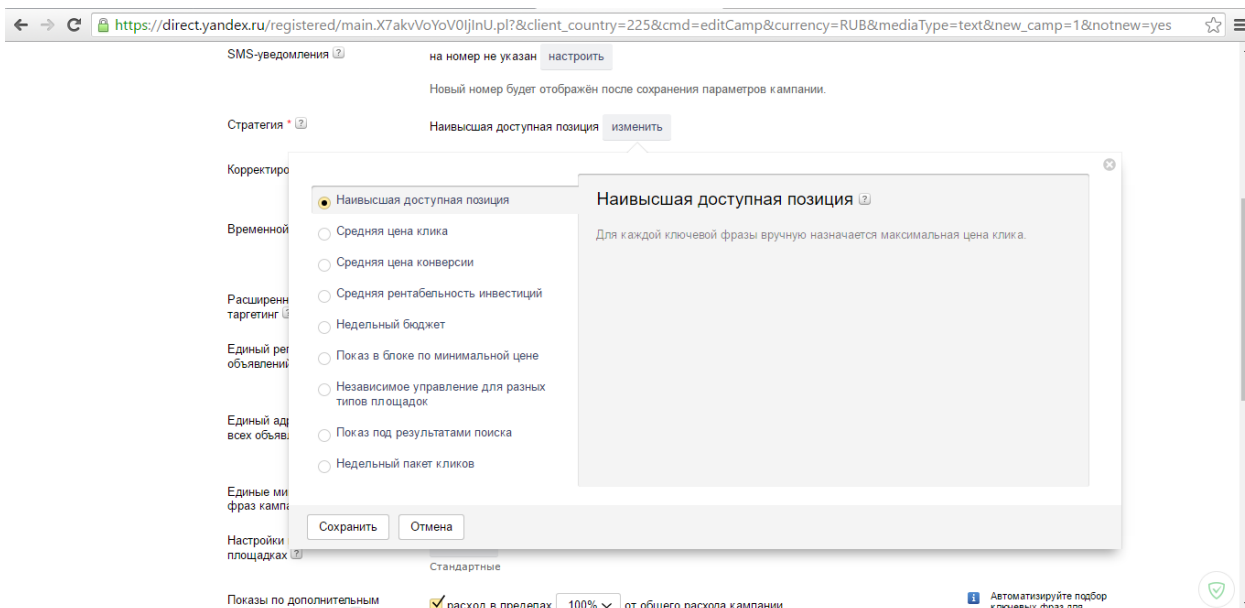 https://direct.yandex.ru/registered/main.X7akvVoYoV0IjlnU.pl?&client_country=225&cmd=editCamp&currency=RUB&mediaType=text&new_camp=1&notnew=yes
SMS-уведомления ? на номер не указан настроить
Новый номер будет отображён после сохранения параметров кампании.
Стратегия * ? Наивысшая доступная позиция изменить
Корректиро
Наивысшая доступная позиция
Наивысшая доступная позиция ?
Для каждой ключевой фразы вручную назначается максимальная цена клика.
Временной
Средняя цена клика
Средняя цена конверсии
Расширенн
таргетинг
Средняя рентабельность инвестиций
Недельный бюджет
Единый рег
объявлений
Показ в блоке по минимальной цене
Независимое управление для разных
типов площадок
Единый адр
всех объявл
Показ под результатами поиска
Недельный пакет кликов
Единые ми
фраз кампа
Сохранить Отмена
Настройки
площадках ?
Стандартные
Показы по дополнительным
расход в пределах 100% от общего расхода кампании
Автоматизируйте подбор
ключевых фраз для